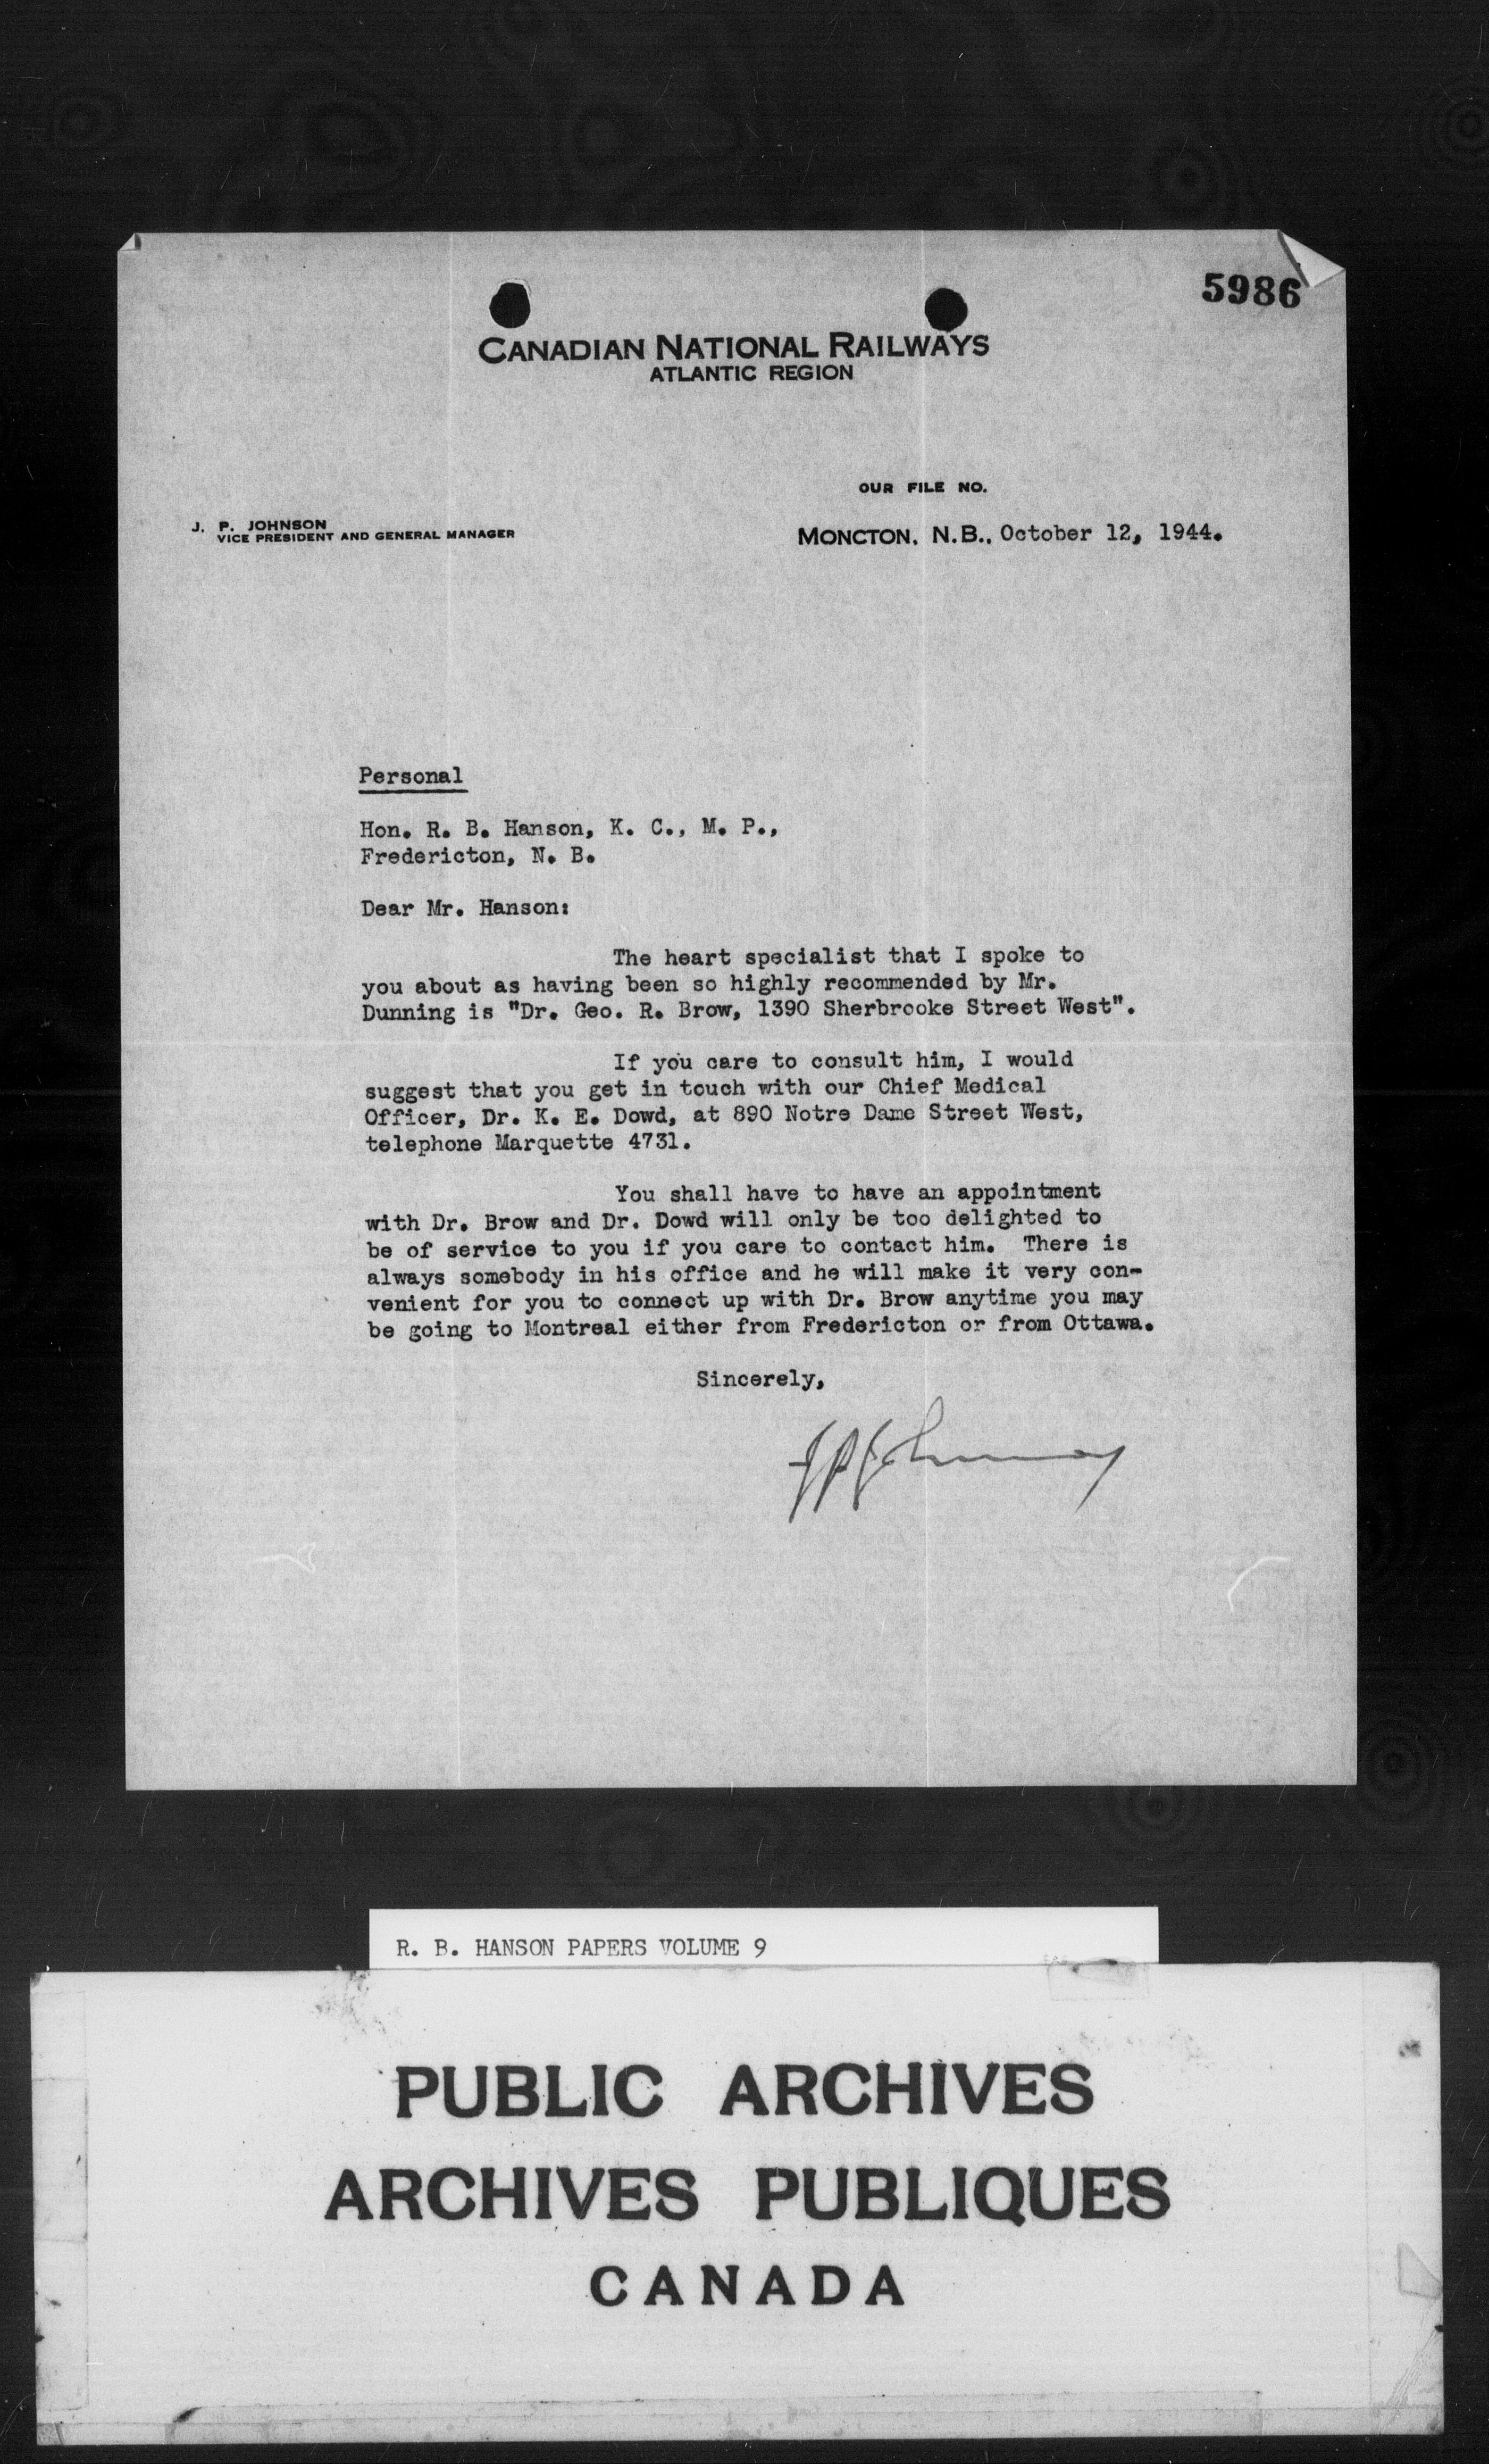 5986
CANADIAN NATIONAL RAILWAYS
ATLANTIC REGION
OUR FILE NO.
J. P. JOHNSON
VICE PRESIDENT AND GENERAL MANAGER
MONCTON, N.B., October 12, 1944.
Personal
Hon. R. B. Hanson, K. C., M. P.,
Fredericton, N. B.
Dear Mr. Hanson:
The heart specialist that I spoke to
you about as having been so highly recommended by Mr.
Dunning is "Dr. Geo. R. Brow, 1390 Sherbrooke Street West".
If you care to consult him, I would
suggest that you get in touch with our Chief Medical
Officer, Dr. K. E. Dowd, at 890 Notre Dame Street West,
telephone Marquette 4731.
You shall have to have an appointment
with Dr. Brow and Dr. Dowd will only be too delighted to
be of service to you if you care to contact him. There is
always somebody in his office and he will make it very con-
venient for you to connect up with Dr. Brow anytime you may
be going to Montreal either from Fredericton or from Ottawa.
Sincerely,
JPJohnson
R. B. HANSON PAPERS VOLUME 9
PUBLIC ARCHIVES
ARCHIVES PUBLIQUES
CANADA